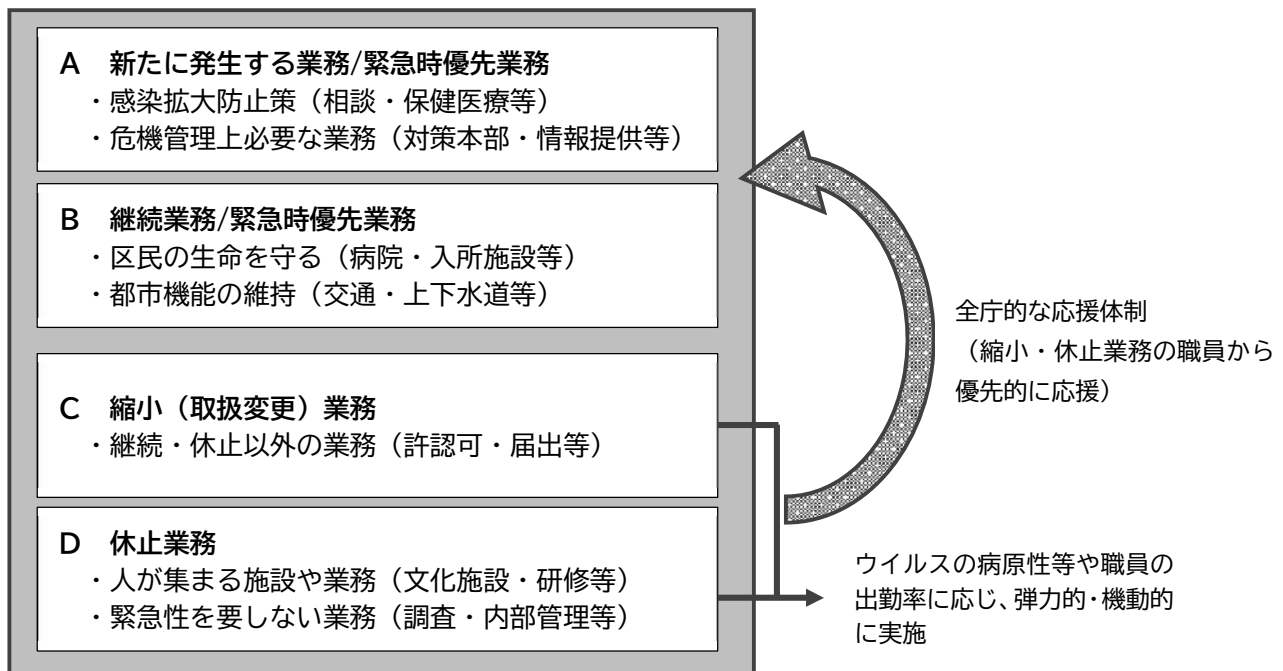 A 新たに発生する業務/緊急時優先業務
・感染拡大防止策（相談・保健医療等）
・危機管理上必要な業務（対策本部・情報提供等）
B 継続業務/緊急時優先業務
・区民の生命を守る（病院・入所施設等）
・都市機能の維持（交通・上下水道等）
全庁的な応援体制
（縮小・休止業務の職員から
優先的に応援）
C 縮小（取扱変更）業務
・継続・休止以外の業務（許認可・届出等）
D 休止業務
・人が集まる施設や業務（文化施設・研修等）
・緊急性を要しない業務（調査・内部管理等）
ウイルスの病原性等や職員の
出勤率に応じ、弾力的・機動的
に実施